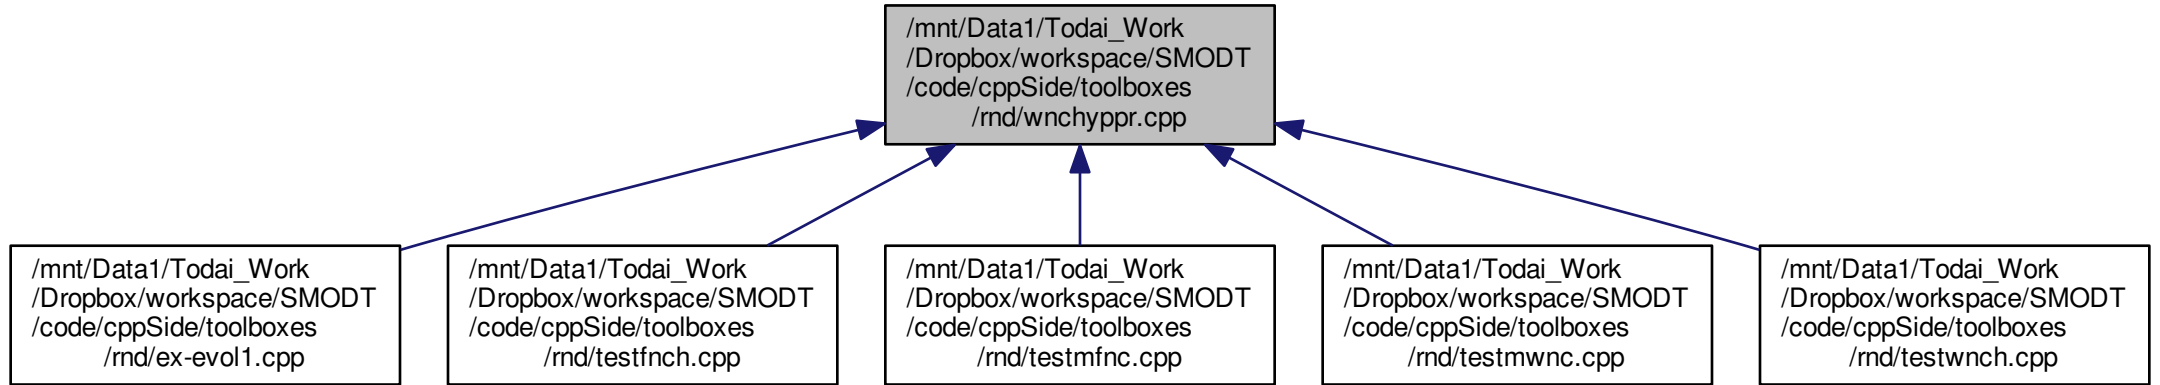 /mnt/Data1/Todai_Work
/Dropbox/workspace/SMODT
/code/cppSide/toolboxes
/rnd/wnchyppr.cpp
/mnt/Data1/Todai_Work
/Dropbox/workspace/SMODT
/code/cppSide/toolboxes
/rnd/ex-evol1.cpp
/mnt/Data1/Todai_Work
/Dropbox/workspace/SMODT
/code/cppSide/toolboxes
/rnd/testfnch.cpp
/mnt/Data1/Todai_Work
/Dropbox/workspace/SMODT
/code/cppSide/toolboxes
/rnd/testmfnc.cpp
/mnt/Data1/Todai_Work
/Dropbox/workspace/SMODT
/code/cppSide/toolboxes
/rnd/testmwnc.cpp
/mnt/Data1/Todai_Work
/Dropbox/workspace/SMODT
/code/cppSide/toolboxes
/rnd/testwnch.cpp